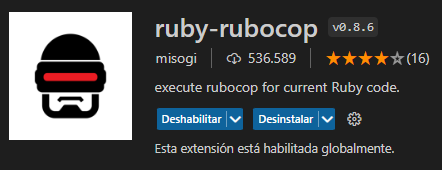 ruby-rubocop v0.8.6
misogi 536.589 (16)
execute rubocop for current Ruby code.
Deshabilitar Desinstalar
Esta extensión está habilitada globalmente.